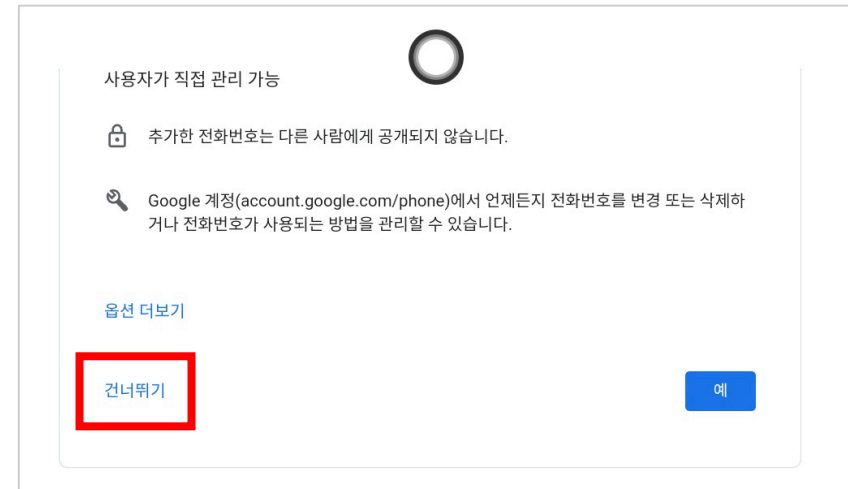 사용자가 직접 관리 가능
추가한 전화번호는 다른 사람에게 공개되지 않습니다.
Google 계정(account.google.com/phone)에서 언제든지 전화번호를 변경 또는 삭제하
거나 전화번호가 사용되는 방법을 관리할 수 있습니다.
옵션 더보기
건너뛰기
예